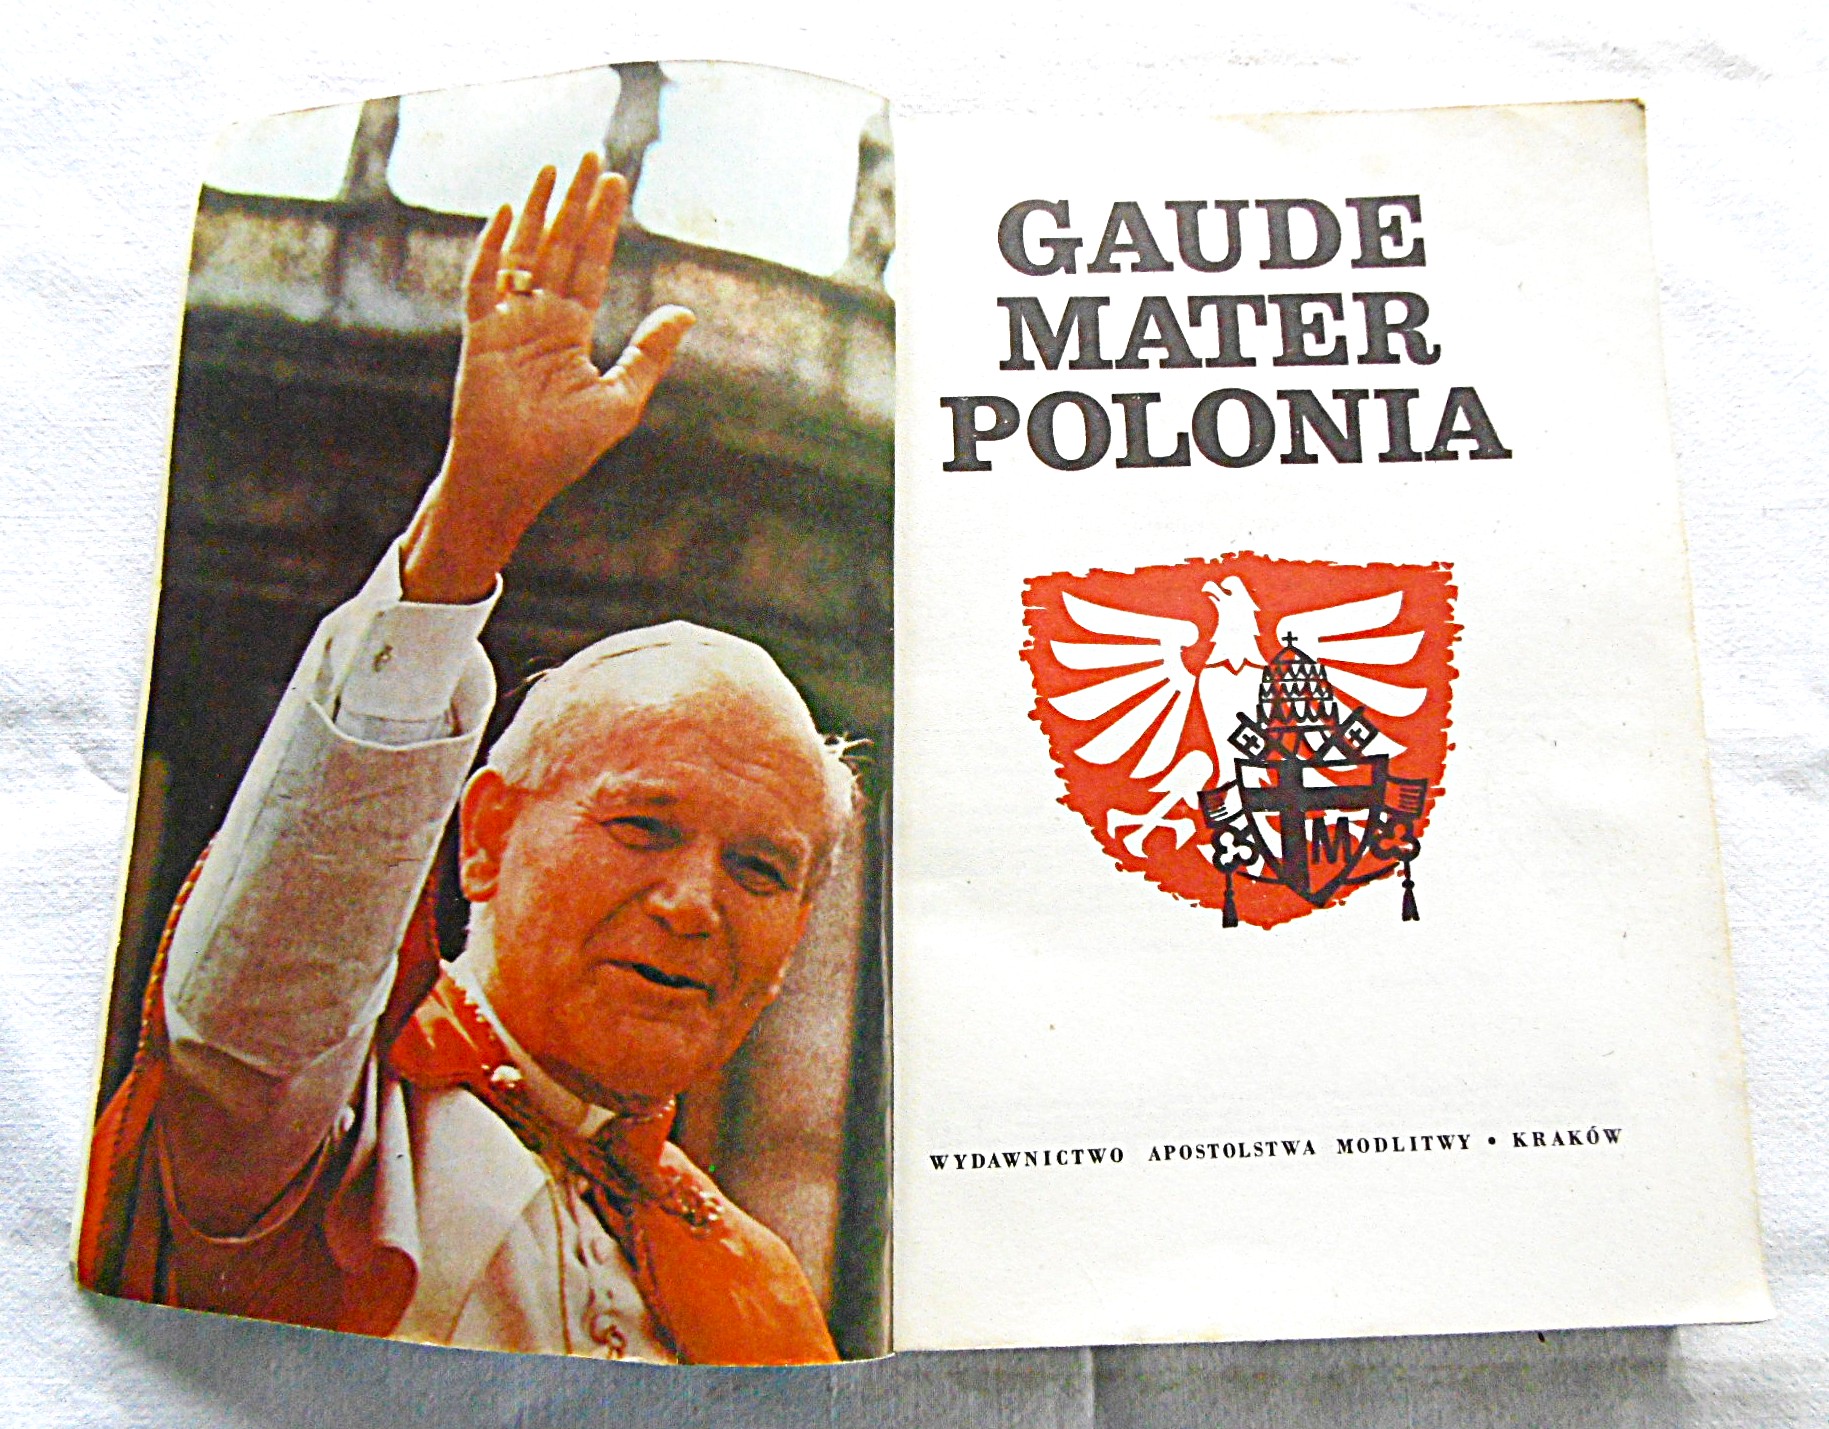 GAUDE
MATER
POLONIA
M
WYDAWNICTWO APOSTOLSTWA MODLITWY • KRAKÓW